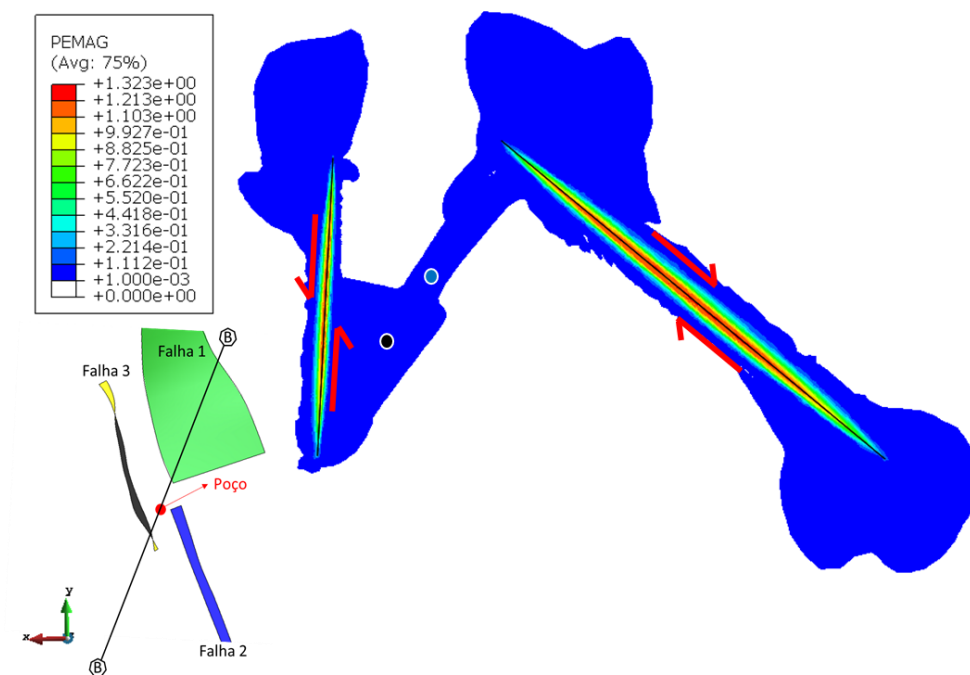 PEMAG
(Avg: 75%)
+1.323e+00
+1.213e+00
+1.103e+00
+9.927e-01
+8.825e-01
+7.723e-01
+6.622e-01
+5.520e-01
+4.418e-01
+3.316e-01
+2.214e-01
+1.112e-01
+1.000e-03
+0.000e+00
B
Falha 1
Falha 3
Poço
y
x
Falha 2
B